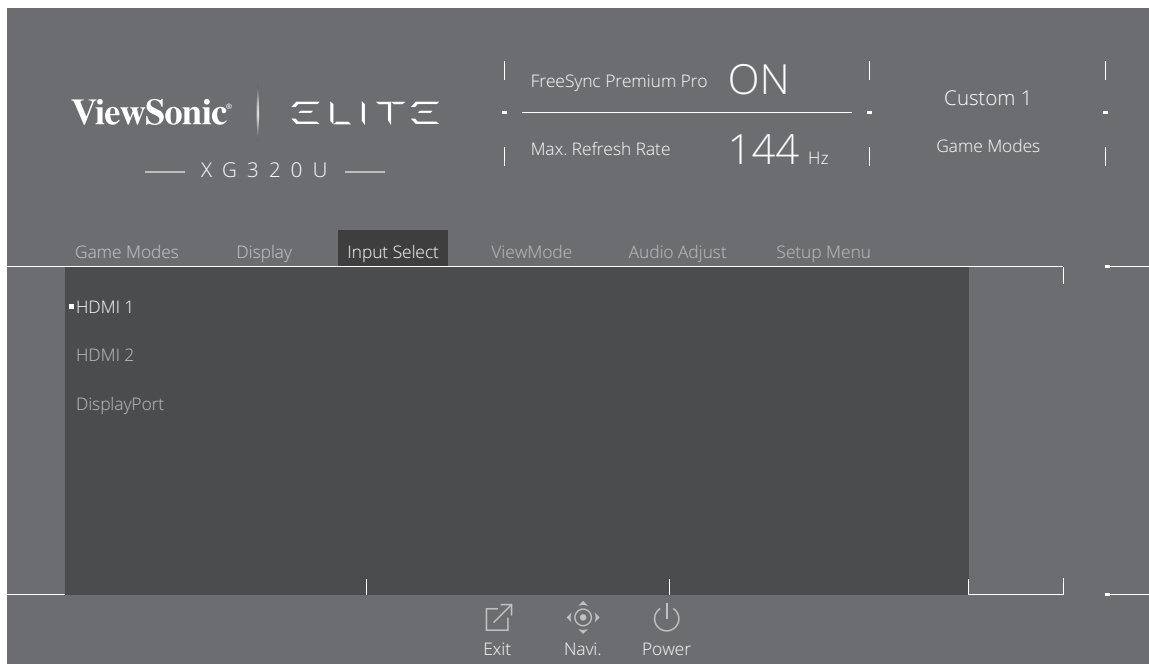 ViewSonic® ELITE
XG320U
FreeSync Premium Pro ON
Max. Refresh Rate 144 Hz
Custom 1
Game Modes
Game Modes Display Input Select ViewMode Audio Adjust Setup Menu
HDMI 1
HDMI 2
DisplayPort
Exit Navi. Power